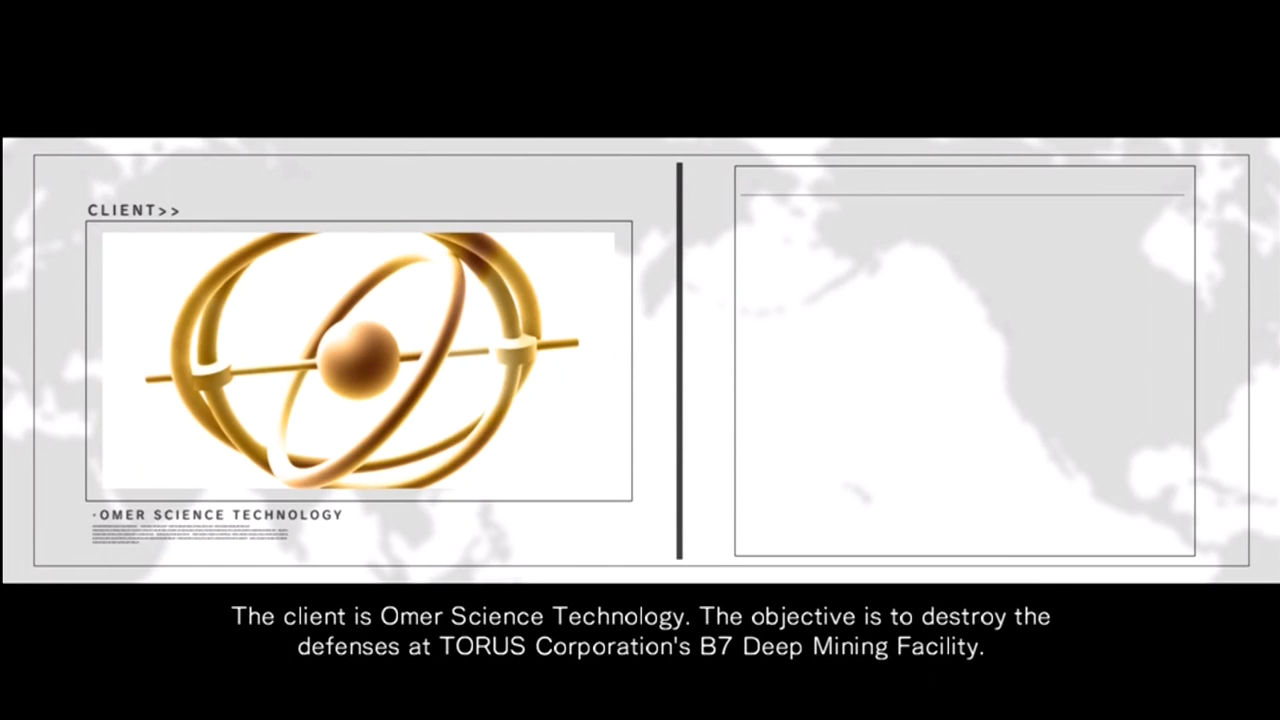 CLIENT>>
-OMER SCIENCE TECHNOLOGY
The client is Omer Science Technology. The objective is to destroy the
defenses at TORUS Corporation's B7 Deep Mining Facility.